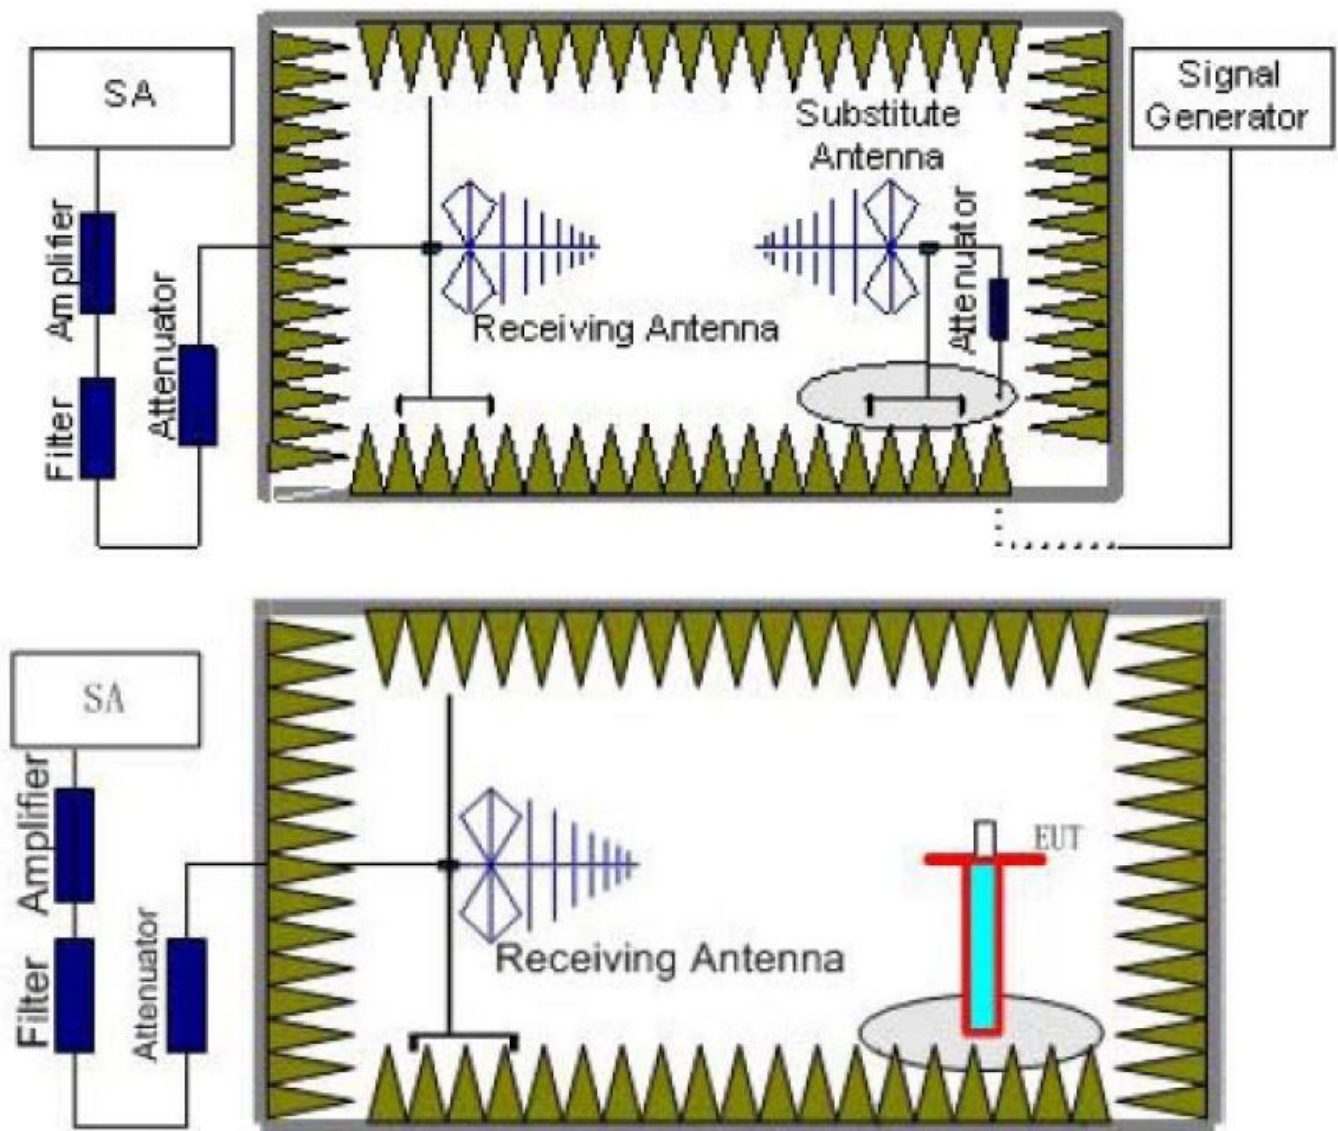 SA
Amplifier
Filter
Attenuator
Receiving Antenna
Substitute
Antenna
Attenuator
Signal
Generator
SA
Amplifier
Filter
Attenuator
Receiving Antenna
EUT